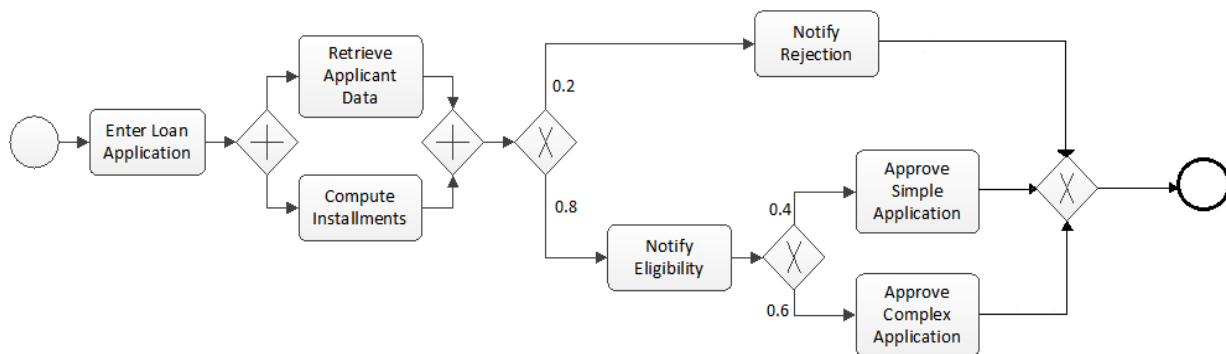 Enter Loan
Application
Retrieve
Applicant
Data
Compute
Installments
0.2
0.8
Notify
Rejection
Notify
Eligibility
0.4
0.6
Approve
Simple
Application
Approve
Complex
Application